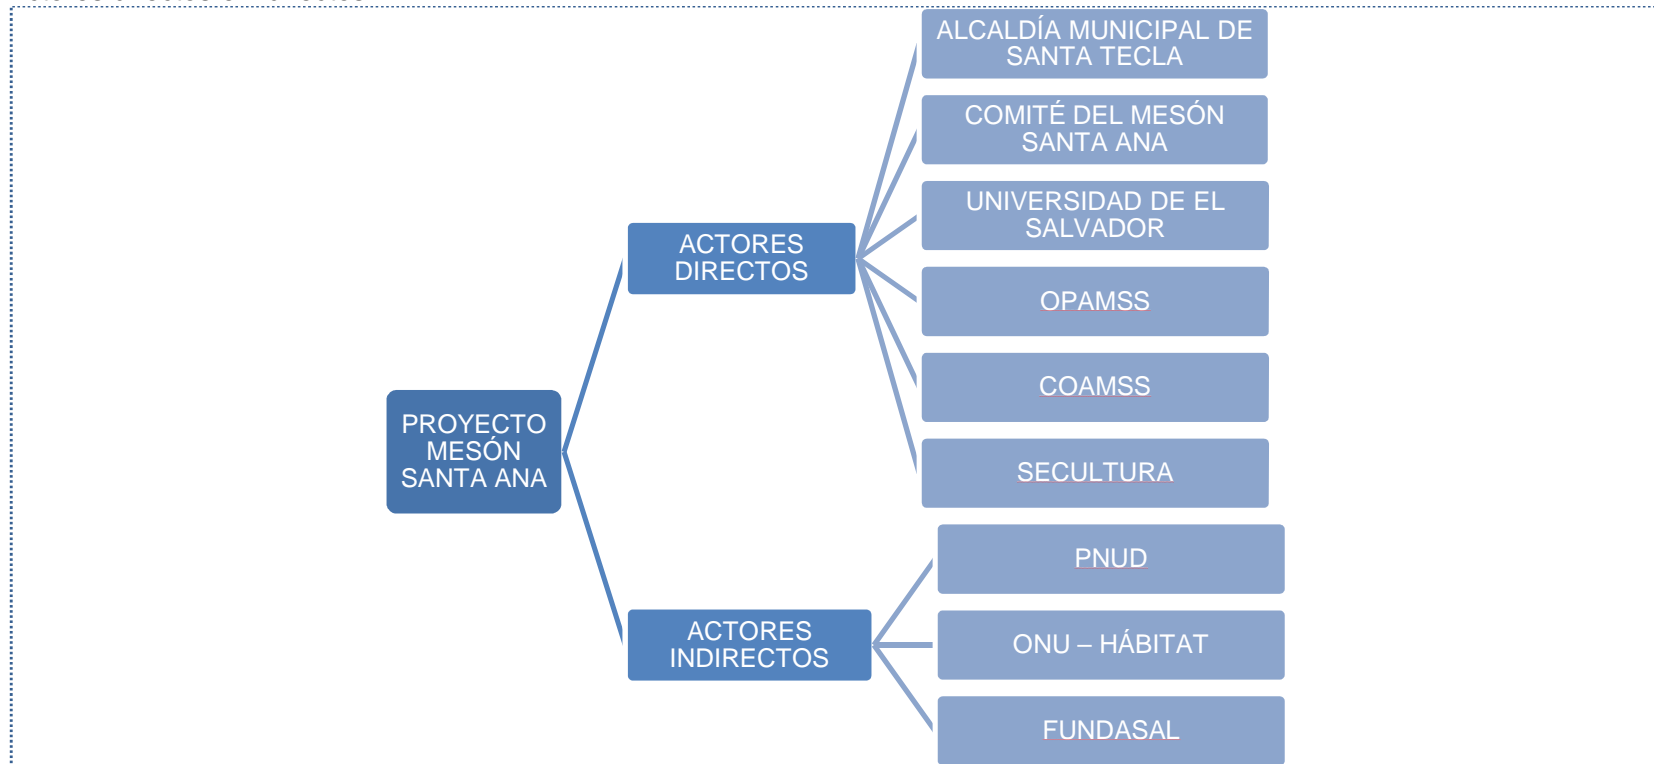 ALCALDÍA MUNICIPAL DE
SANTA TECLA
COMITÉ DEL MESÓN
SANTA ANA
UNIVERSIDAD DE EL
SALVADOR
ACTORES
DIRECTOS
OPAMSS
COAMSS
PROYECTO
MESÓN
SANTA ANA
SECULTURA
PNUD
ACTORES
INDIRECTOS
ONU – HÁBITAT
FUNDASAL